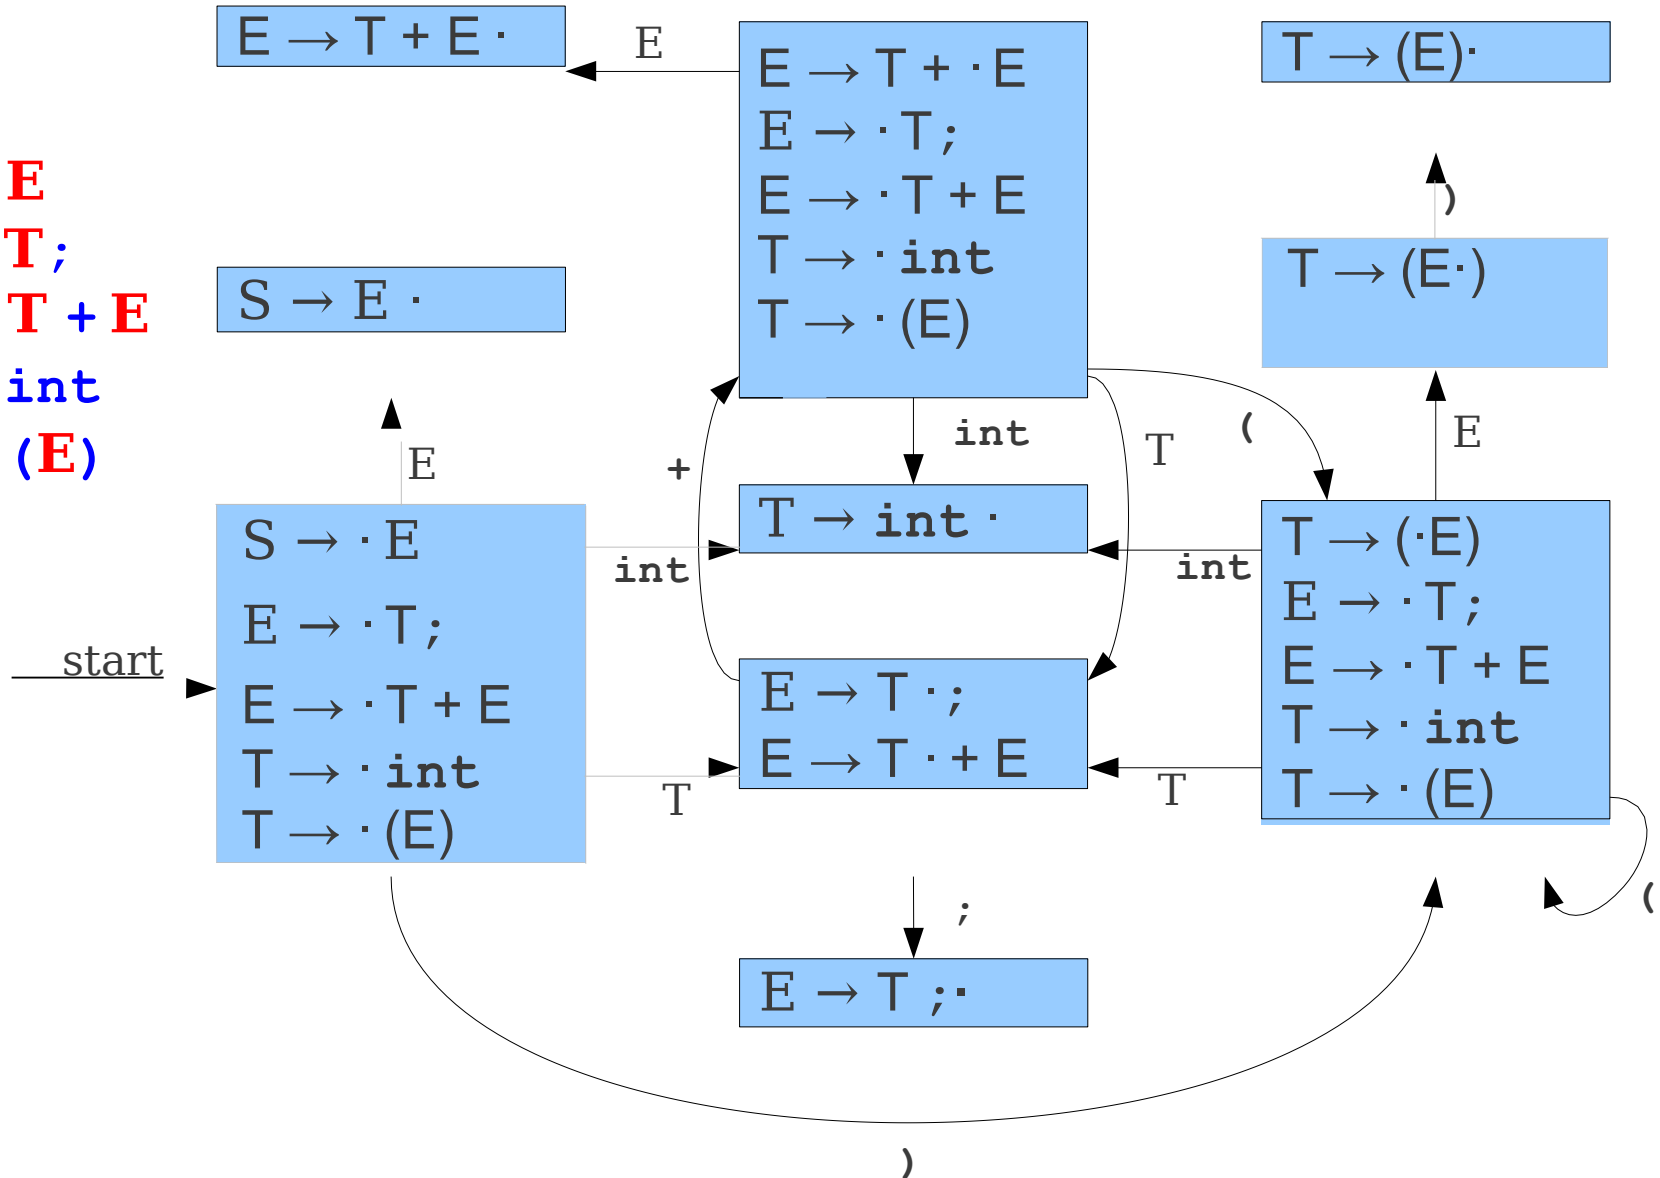 E
T ;
T + E
int
(E)
E → T + E ·
E
S → E ·
E
start
S → · E
E → · T ;
E → · T + E
T → · int
T → · (E)
E → T + · E
E → · T ;
E → · T + E
T → · int
T → · (E)
+
int
T
(
T → int ·
int
int
E → T · ;
E → T · + E
T
T
;
E → T ; ·
T → (E)·
)
T → (E·)
E
T → (·E)
E → · T ;
E → · T + E
T → · int
T → · (E)
(
)